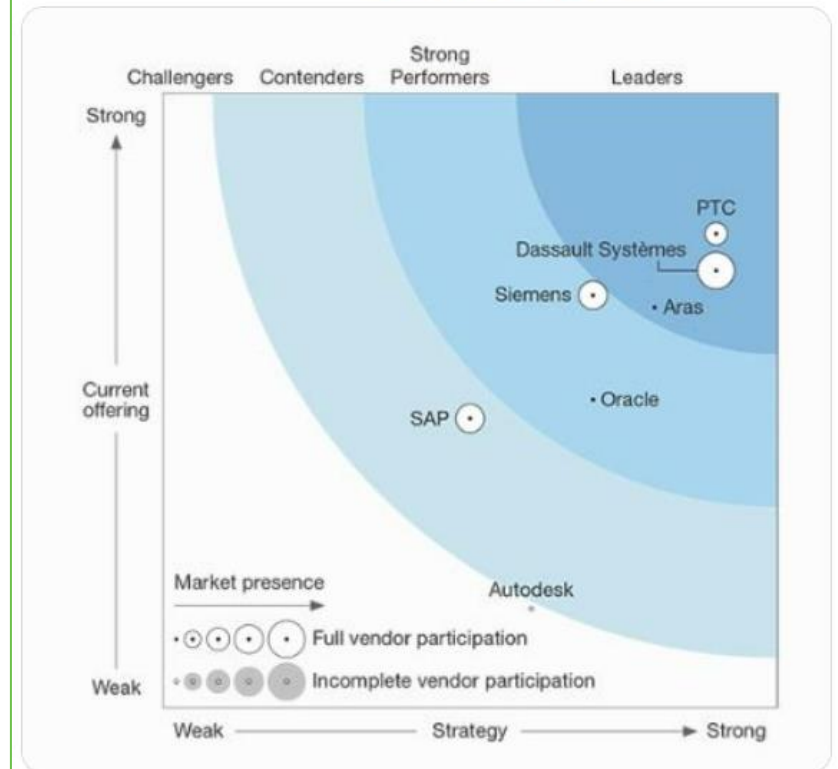 Strong
Challengers Contenders Performers Leaders
Strong
PTC
Dassault Systèmes
Siemens
Aras
Current
offering
Oracle
SAP
Market presence
Autodesk
Full vendor participation
Incomplete vendor participation
Weak
Weak Strategy Strong